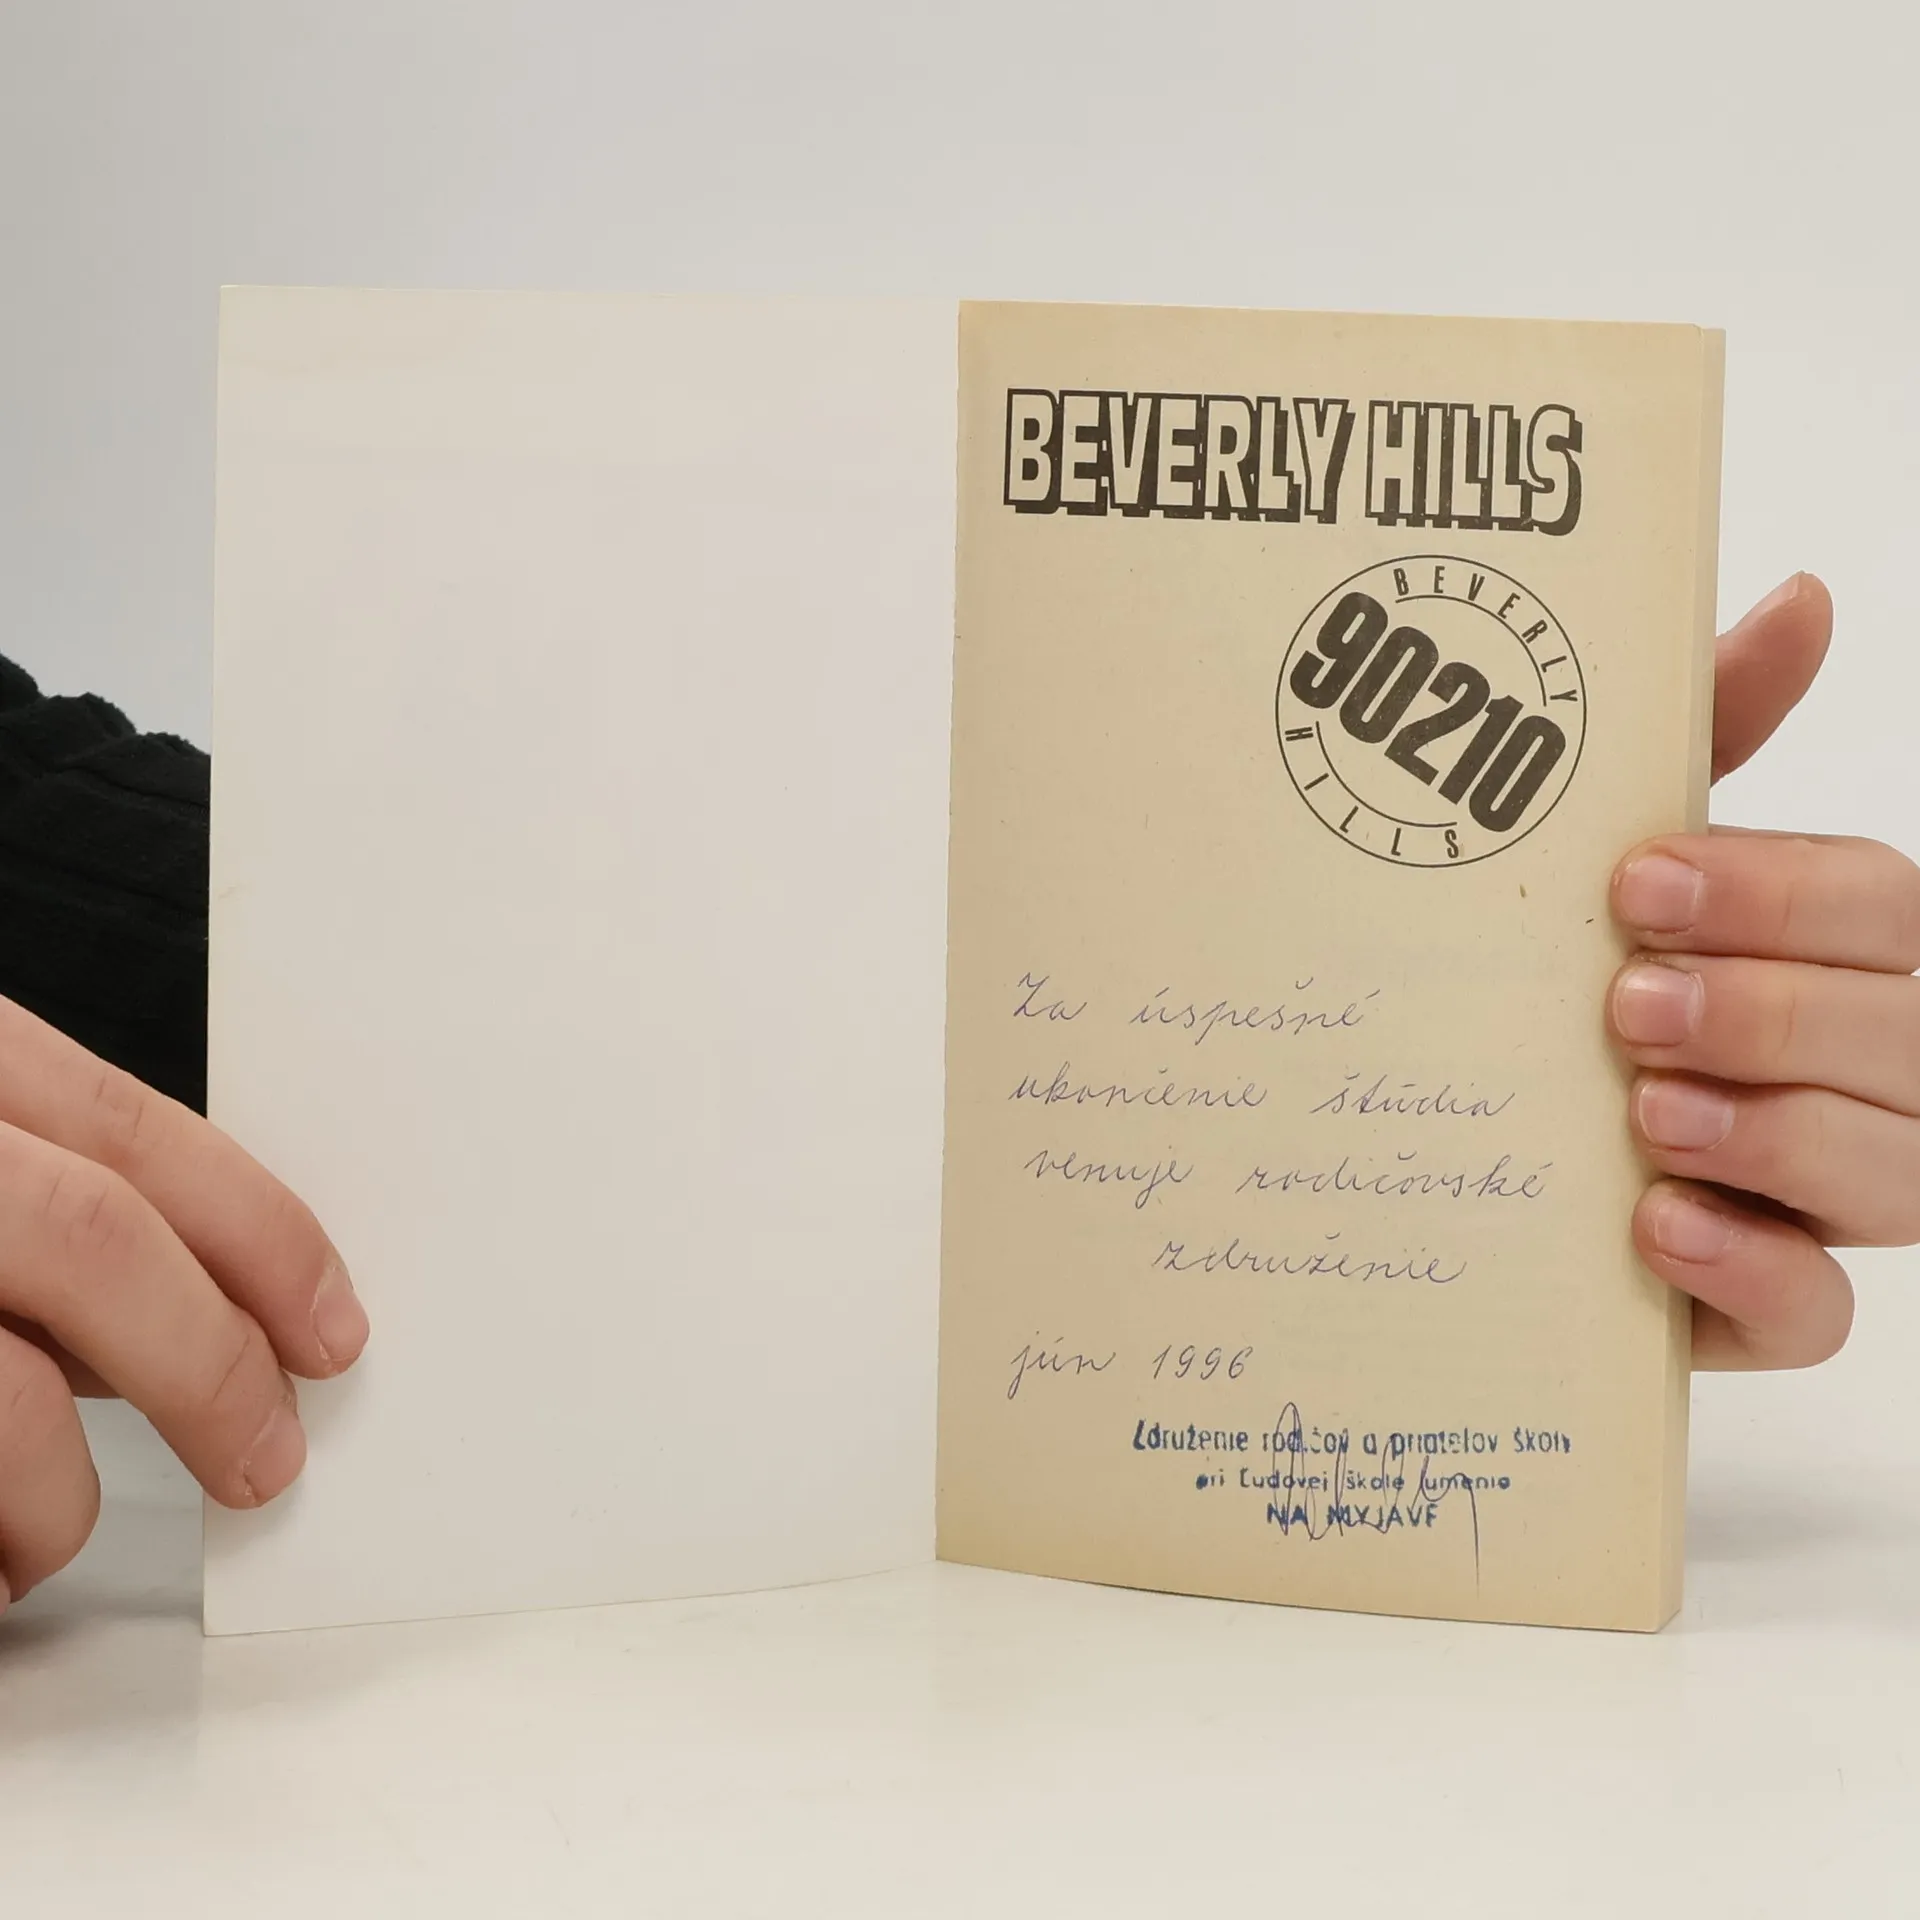 BEVERLY HILLS
BEVERLY
90210
HILLS
Za úspešné
ukončenie štúdia
venuje rodičovské
združenie
jún 1996
Združenie rodičov a priateľov školy
pri Ľudovej škole umenia
NA MYJAVE